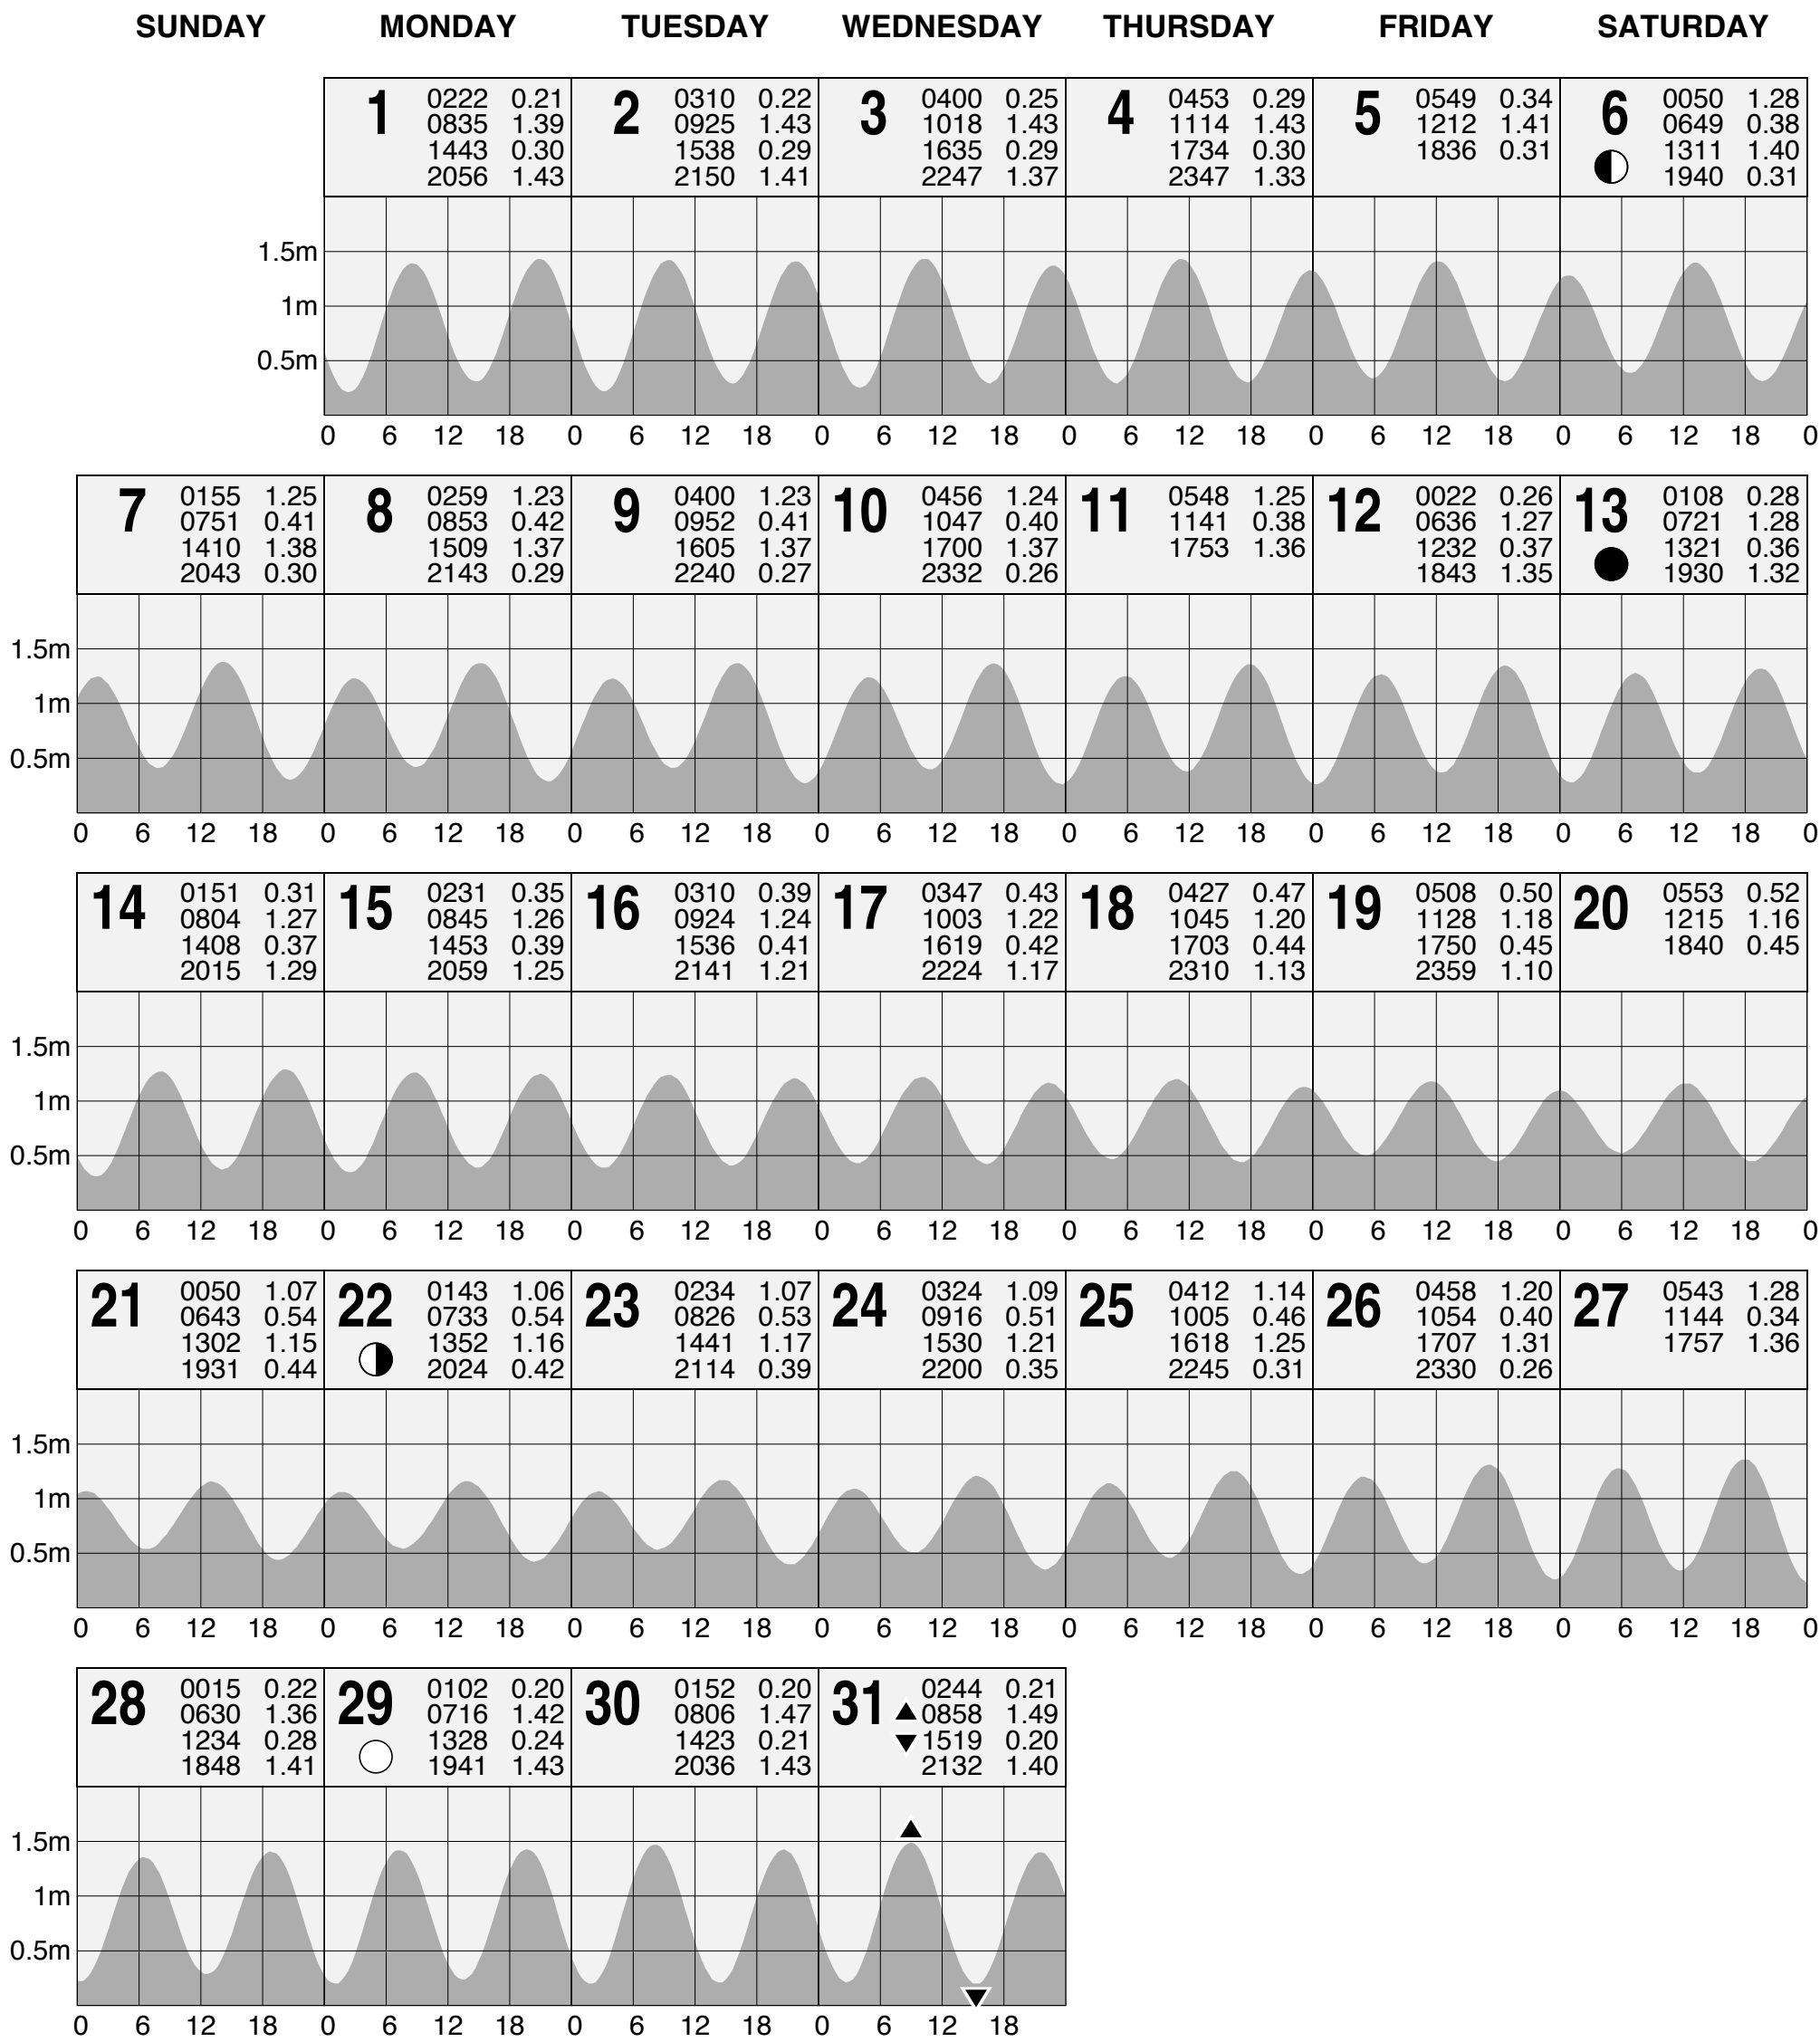 SUNDAY MONDAY TUESDAY WEDNESDAY THURSDAY FRIDAY SATURDAY
1 0222 0.21
0835 1.39
1443 0.30
2056 1.43
2 0310 0.22
0925 1.43
1538 0.29
2150 1.41
3 0400 0.25
1018 1.43
1635 0.29
2247 1.37
4 0453 0.29
1114 1.43
1734 0.30
2347 1.33
5 0549 0.34
1212 1.41
1836 0.31
6 0050 1.28
0649 0.38
1311 1.40
1940 0.31
1.5m
1m
0.5m
0 6 12 18 0 6 12 18 0 6 12 18 0 6 12 18 0 6 12 18 0 6 12 18 0
7 0155 1.25
0751 0.41
1410 1.38
2043 0.30
8 0259 1.23
0853 0.42
1509 1.37
2143 0.29
9 0400 1.23
0952 0.41
1605 1.37
2240 0.27
10 0456 1.24
1047 0.40
1700 1.37
2332 0.26
11 0548 1.25
1141 0.38
1753 1.36
12 0022 0.26
0636 1.27
1232 0.37
1843 1.35
13 0108 0.28
0721 1.28
1321 0.36
1930 1.32
1.5m
1m
0.5m
0 6 12 18 0 6 12 18 0 6 12 18 0 6 12 18 0 6 12 18 0 6 12 18 0 6 12 18 0
14 0151 0.31
0804 1.27
1408 0.37
2015 1.29
15 0231 0.35
0845 1.26
1453 0.39
2059 1.25
16 0310 0.39
0924 1.24
1536 0.41
2141 1.21
17 0347 0.43
1003 1.22
1619 0.42
2224 1.17
18 0427 0.47
1045 1.20
1703 0.44
2310 1.13
19 0508 0.50
1128 1.18
1750 0.45
2359 1.10
20 0553 0.52
1215 1.16
1840 0.45
1.5m
1m
0.5m
0 6 12 18 0 6 12 18 0 6 12 18 0 6 12 18 0 6 12 18 0 6 12 18 0 6 12 18 0
21 0050 1.07
0643 0.54
1302 1.15
1931 0.44
22 0143 1.06
0733 0.54
1352 1.16
2024 0.42
23 0234 1.07
0826 0.53
1441 1.17
2114 0.39
24 0324 1.09
0916 0.51
1530 1.21
2200 0.35
25 0412 1.14
1005 0.46
1618 1.25
2245 0.31
26 0458 1.20
1054 0.40
1707 1.31
2330 0.26
27 0543 1.28
1144 0.34
1757 1.36
1.5m
1m
0.5m
0 6 12 18 0 6 12 18 0 6 12 18 0 6 12 18 0 6 12 18 0 6 12 18 0 6 12 18 0
28 0015 0.22
0630 1.36
1234 0.28
1848 1.41
29 0102 0.20
0716 1.42
1328 0.24
1941 1.43
30 0152 0.20
0806 1.47
1423 0.21
2036 1.43
31 0244 0.21
0858 1.49
1519 0.20
2132 1.40
1.5m
1m
0.5m
0 6 12 18 0 6 12 18 0 6 12 18 0 6 12 18